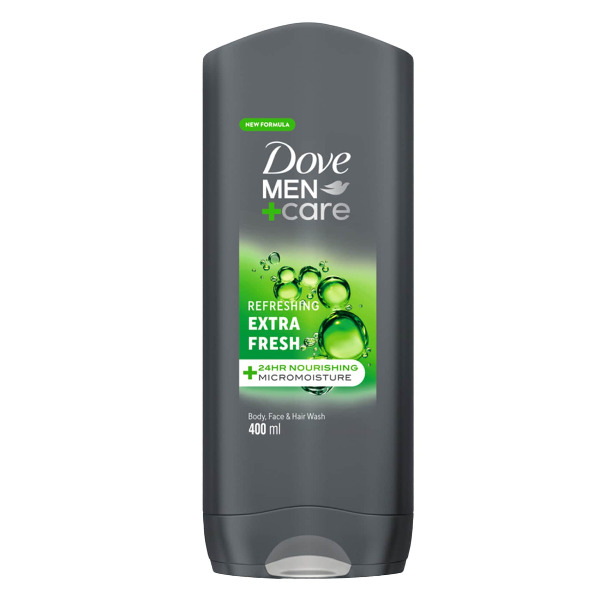 NEW FORMULA
Dove
MEN
+care
REFRESHING
EXTRA
FRESH
+ 24HR NOURISHING
MICROMOISTURE
Body, Face & Hair Wash
400 ml